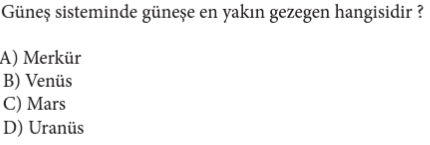 Güneş sisteminde güneşe en yakın gezegen hangisidir ?
A) Merkür
B) Venüs
C) Mars
D) Uranüs